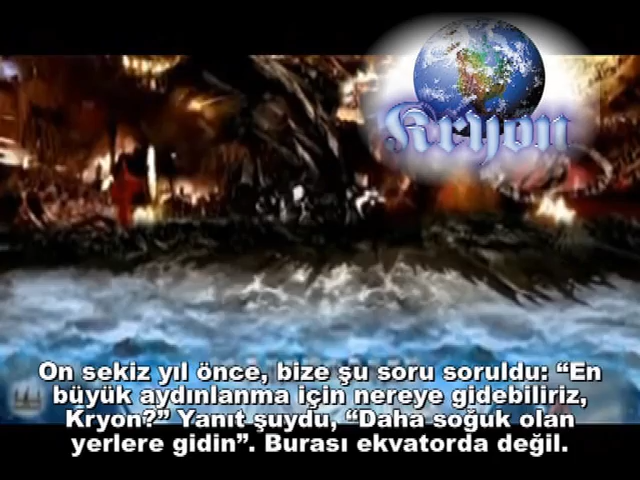 Kryon
On sekiz yıl önce, bize şu soru soruldu: “En
büyük aydınlanma için nereye gidebiliriz,
Kryon?” Yanıt şuydu, “Daha soğuk olan
yerlere gidin”. Burası ekvatorda değil.